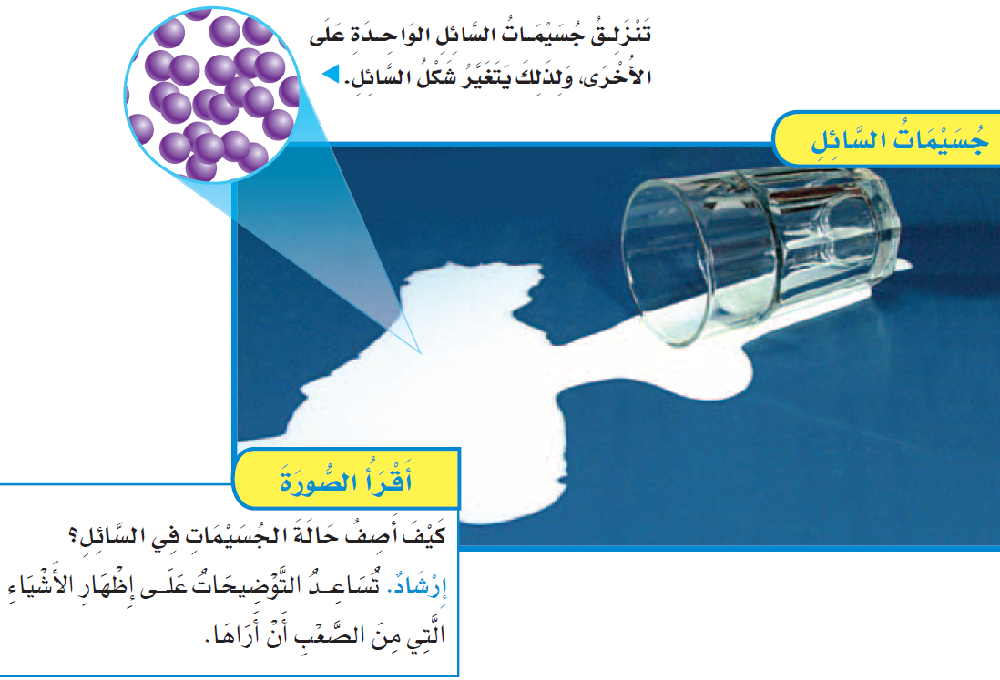 تَنْزَلِقُ جُسَيْمَاتُ السَّائِلِ الوَاحِدَةِ عَلَى
الأُخْرَى، وَلِذَلِكَ يَتَغَيَّرُ شَكْلُ السَّائِلِ.
جُسَيْمَاتُ السَّائِلِ
أَقْرَأُ الصُّورَةَ
كَيْفَ أَصِفُ حَالَةَ الجُسَيْمَاتِ فِي السَّائِلِ؟
إِرْشَادٌ. تُسَاعِدُ التَّوْضِيحَاتُ عَلَى إِظْهَارِ الأَشْيَاءِ
الَّتِي مِنَ الصَّعْبِ أَنْ أَرَاهَا.